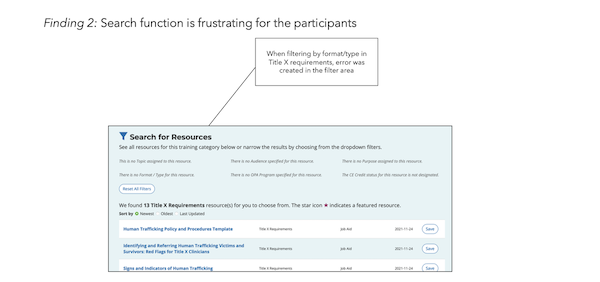 Finding 2: Search function is frustrating for the participants
When filtering by format/type in
Title X requirements, error was
created in the filter area
Search for Resources
See all resources for this training category below or narrow the results by choosing from the dropdown filters.
This is no Topic assigned to this resource.
There is no Audience specified for this resource.
There is no Purpose assigned to this resource.
There is no Format / Type for this resource.
There is no OPA Program specified for this resource.
The CE Credit status for this resource is not designated.
Reset All Filters
We found 13 Title X Requirements resource(s) for you to choose from. The star icon ★ indicates a featured resource.
Sort by Newest Oldest Last Updated
Human Trafficking Policy and Procedures Template Title X Requirements Job Aid 2021-11-24 Save
Identifying and Referring Human Trafficking Victims and
Survivors: Red Flags for Title X Clinicians Title X Requirements Job Aid 2021-11-24 Save
Signs and Indicators of Human Trafficking Title X Requirements Job Aid 2021-11-24 Save